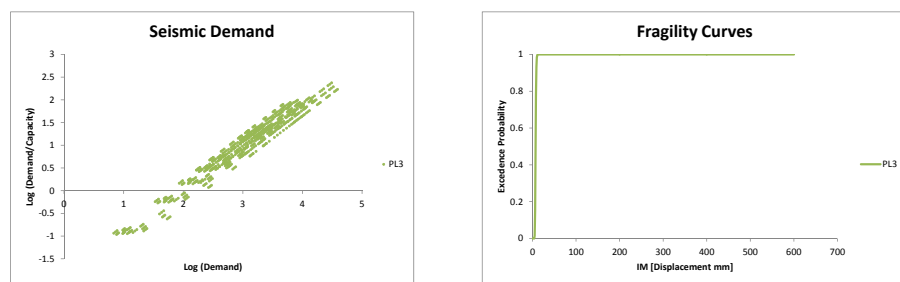 Seismic Demand
3
2.5
2
1.5
1
0.5
0
-0.5
-1
-1.5
0 1 2 3 4 5
Log (Demand/Capacity)
Log (Demand)
PL3
Fragility Curves
1
0.8
0.6
0.4
0.2
0
0 100 200 300 400 500 600 700
Excedence Probability
IM [Displacement mm]
PL3